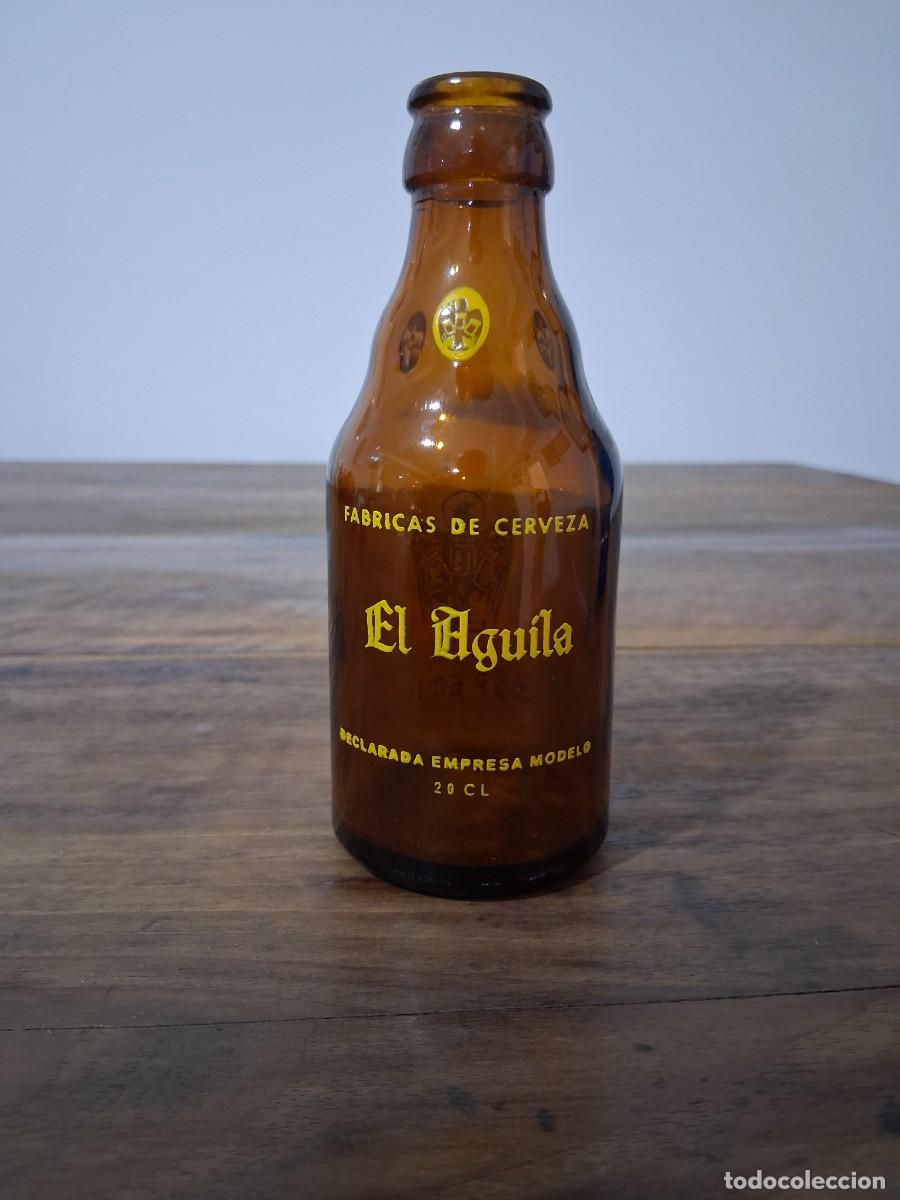 FABRICAS DE CERVEZA
El Aguila
DECLARADA EMPRESA MODELO
20 CL
todocoleccion